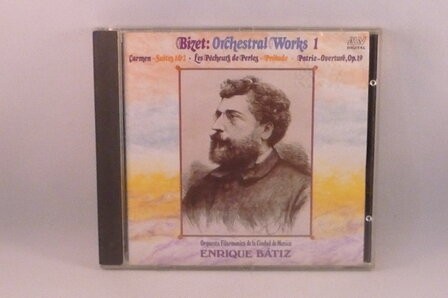 Bizet: Orchestral Works 1
Carmen-Suites 1&2 · Les Pêcheurs de Perles-Prélude · Patrie-Overture, Op.19
DIGITAL
Orquesta Filarmonica de la Ciudad de Mexico
ENRIQUE BÁTIZ